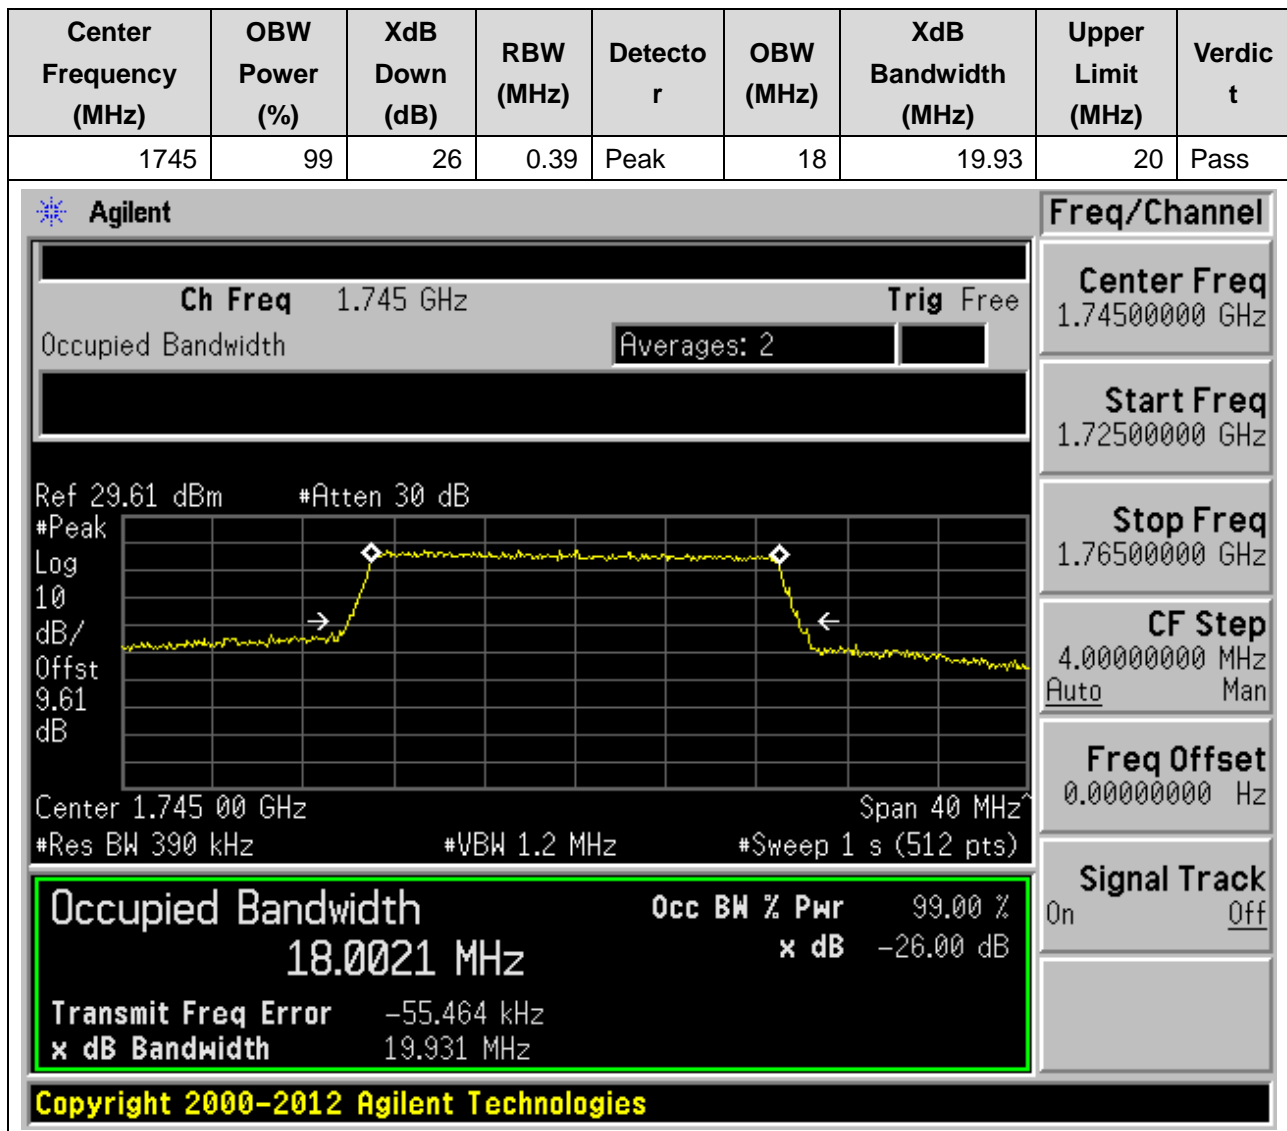 Center Frequency (MHz) OBW Power (%) XdB Down (dB) RBW (MHz) Detector OBW (MHz) XdB Bandwidth (MHz) Upper Limit (MHz) Verdict
1745 99 26 0.39 Peak 18 19.93 20 Pass
Agilent
Freq/Channel
Ch Freq 1.745 GHz Trig Free
Occupied Bandwidth Averages: 2
Center Freq
1.74500000 GHz
Start Freq
1.72500000 GHz
Stop Freq
1.76500000 GHz
CF Step
4.00000000 MHz
Auto Man
Freq Offset
0.00000000 Hz
Signal Track
On Off
Ref 29.61 dBm #Atten 30 dB
#Peak
Log
10
dB/
Offst
9.61
dB
Center 1.745 00 GHz Span 40 MHz^
#Res BW 390 kHz #VBW 1.2 MHz #Sweep 1 s (512 pts)
Occupied Bandwidth Occ BW % Pwr 99.00 %
18.0021 MHz x dB -26.00 dB
Transmit Freq Error -55.464 kHz
x dB Bandwidth 19.931 MHz
Copyright 2000-2012 Agilent Technologies